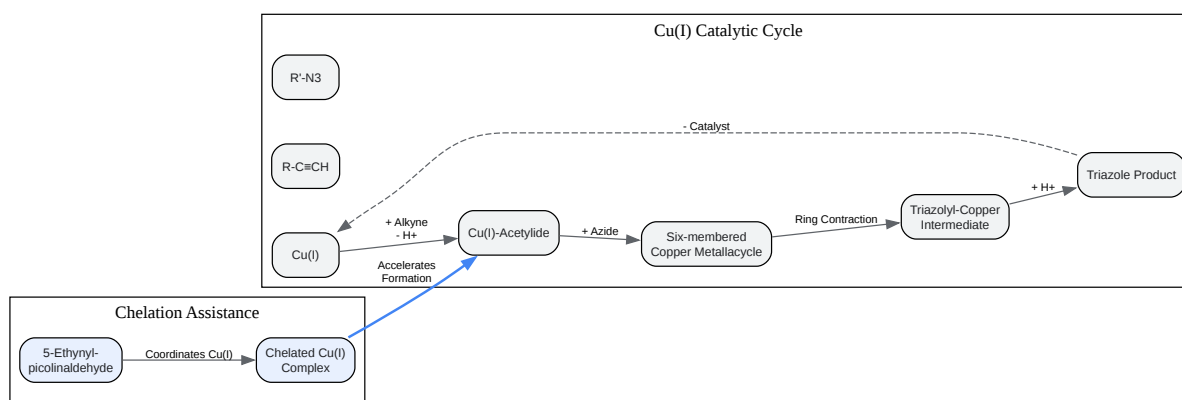 Cu(I) Catalytic Cycle
R'-N3
- Catalyst
R-C≡CH
Triazole Product
+ H+
Triazolyl-Copper
Intermediate
Ring Contraction
+ Alkyne
- H+
Cu(I)-Acetylide
+ Azide
Six-membered
Copper Metallacycle
Cu(I)
Accelerates
Formation
Chelation Assistance
5-Ethynyl-
picolinaldehyde
Coordinates Cu(I)
Chelated Cu(I)
Complex